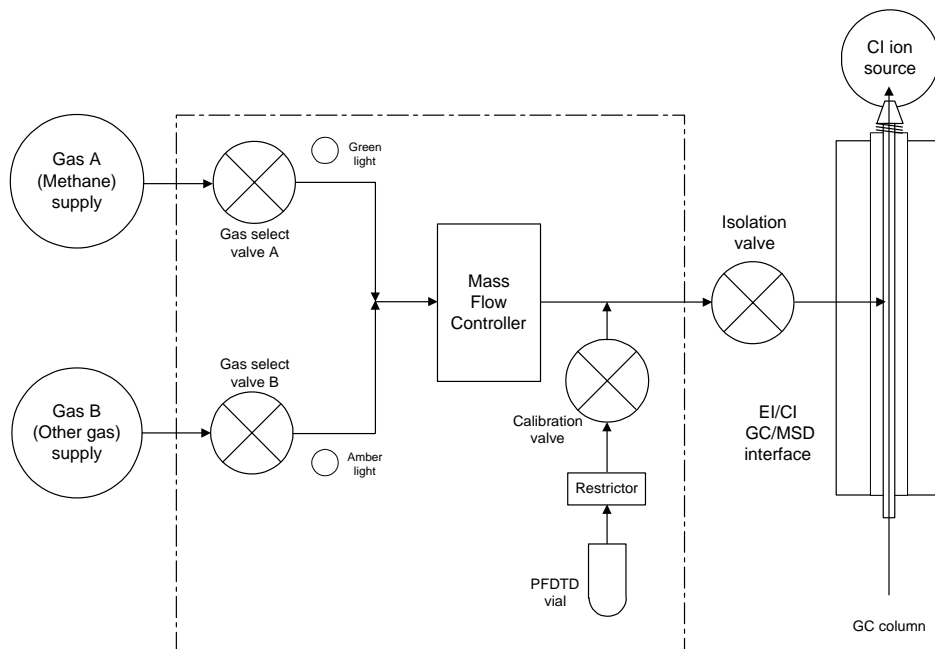 CI ion
source
Gas A
(Methane)
supply
Green
light
Gas select
valve A
Isolation
valve
Mass
Flow
Controller
Gas select
valve B
Gas B
(Other gas)
supply
Amber
light
Calibration
valve
EI/CI
GC/MSD
interface
Restrictor
PFDTD
vial
GC column